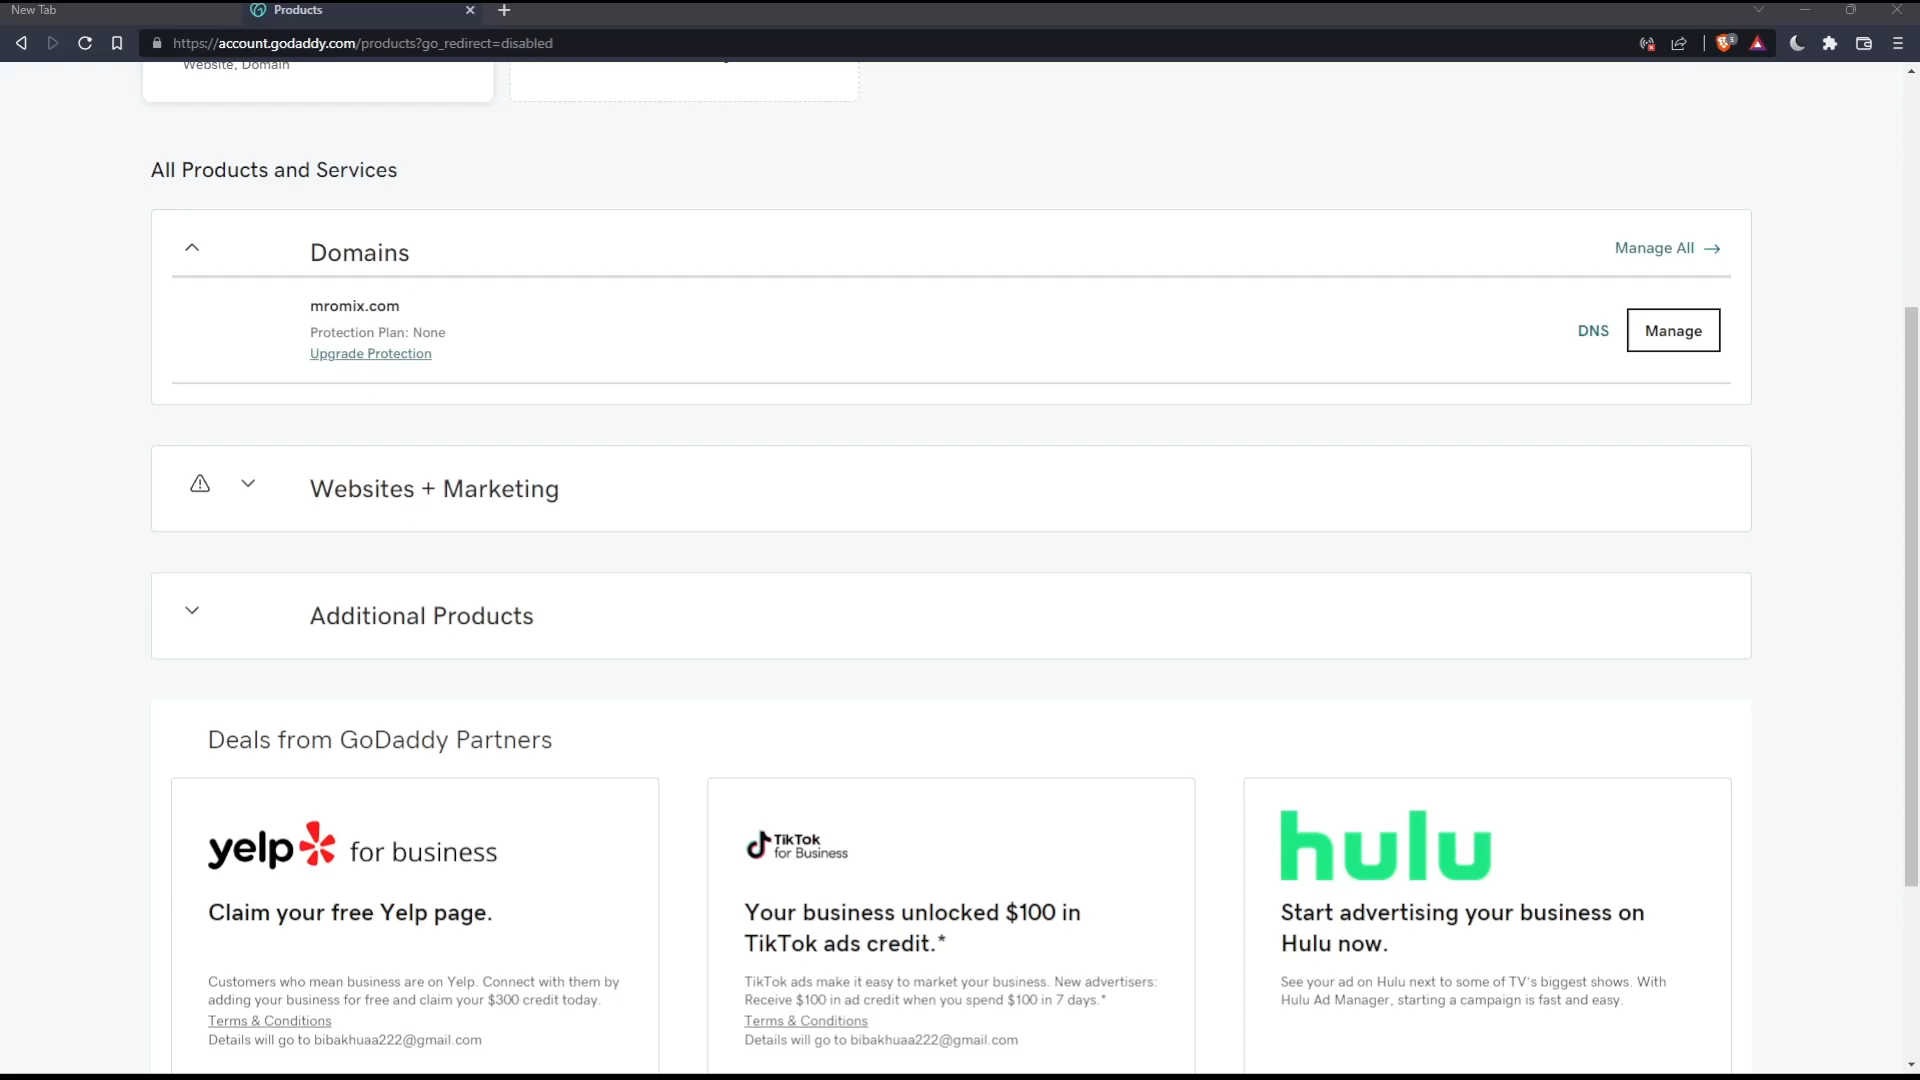 New Tab
Products
https://account.godaddy.com/products?go_redirect=disabled
3
Website, Domain
All Products and Services
Domains
Manage All →
mromix.com
Protection Plan: None
Upgrade Protection
DNS
Manage
Websites + Marketing
Additional Products
Deals from GoDaddy Partners
yelp for business
Claim your free Yelp page.
Customers who mean business are on Yelp. Connect with them by
adding your business for free and claim your $300 credit today.
Terms & Conditions
Details will go to bibakhuaa222@gmail.com
TikTok
for Business
Your business unlocked $100 in
TikTok ads credit.*
TikTok ads make it easy to market your business. New advertisers:
Receive $100 in ad credit when you spend $100 in 7 days.*
Terms & Conditions
Details will go to bibakhuaa222@gmail.com
hulu
Start advertising your business on
Hulu now.
See your ad on Hulu next to some of TV's biggest shows. With
Hulu Ad Manager, starting a campaign is fast and easy.